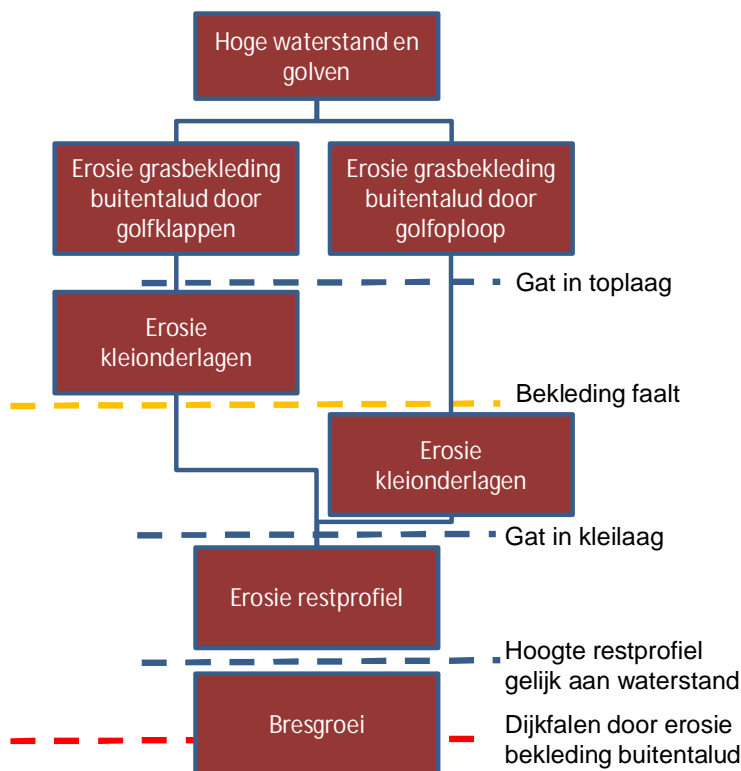 Hoge waterstand en
golven
Erosie grasbekleding
buitentalud door
golfklappen
Erosie grasbekleding
buitentalud door
golfoploop
Gat in toplaag
Erosie
kleionderlagen
Bekleding faalt
Erosie
kleionderlagen
Gat in kleilaag
Erosie restprofiel
Hoogte restprofiel
gelijk aan waterstand
Bresgroei
Dijkfalen door erosie
bekleding buitentalud